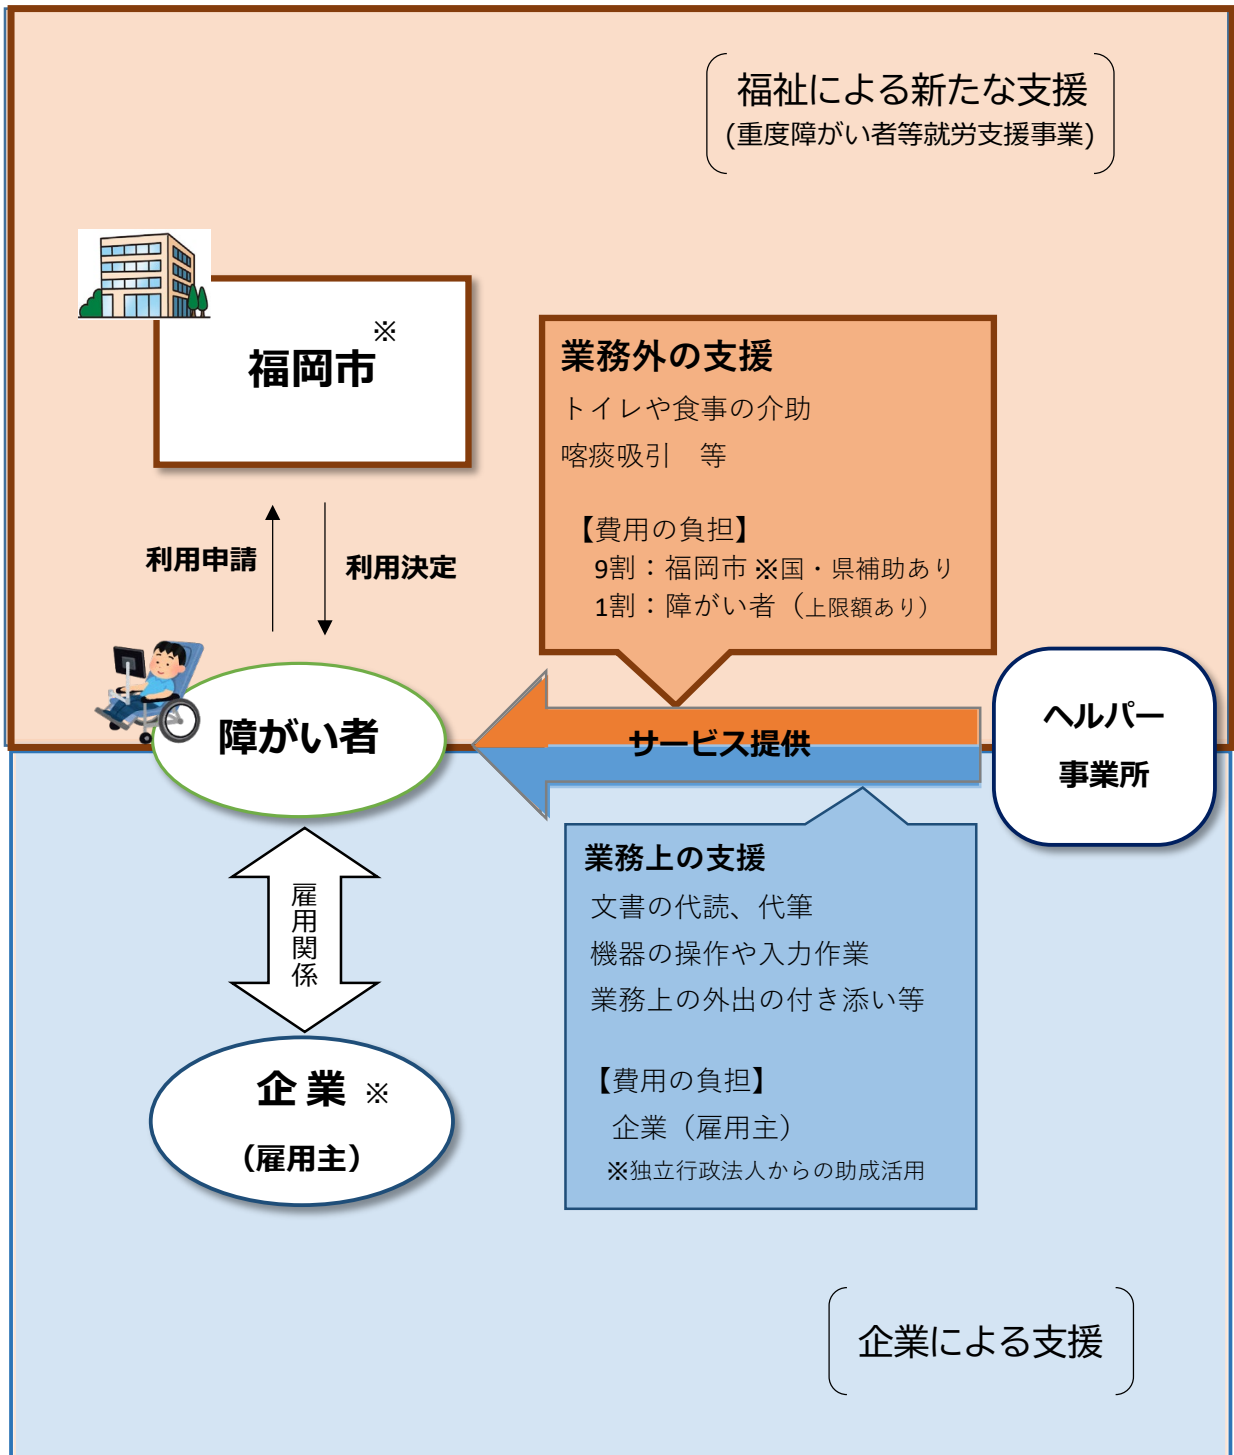 福祉による新たな支援
(重度障がい者等就労支援事業)
福岡市※
業務外の支援
トイレや食事の介助
喀痰吸引　等
【費用の負担】
9割：福岡市※国・県補助あり
1割：障がい者（上限額あり）
利用申請
利用決定
障がい者
サービス提供
ヘルパー
事業所
業務上の支援
文書の代読、代筆
機器の操作や入力作業
業務上の外出の付き添い等
【費用の負担】
企業（雇用主）
※独立行政法人からの助成活用
雇用関係
企業 ※
（雇用主）
企業による支援